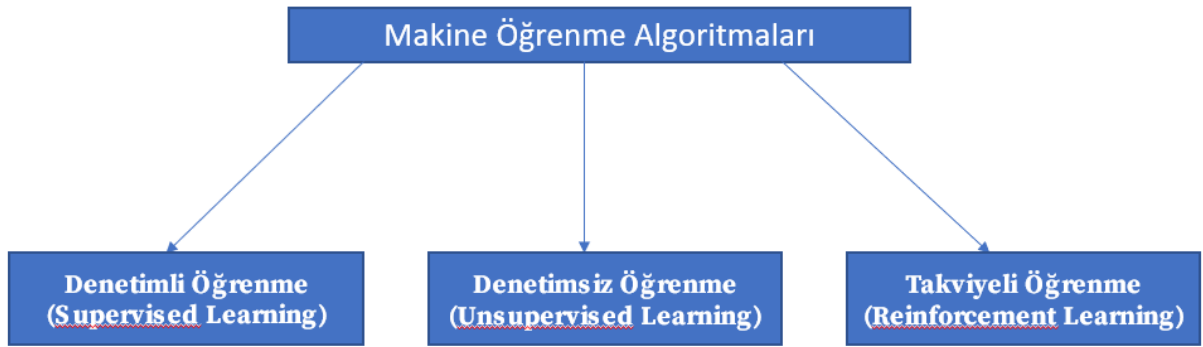 Makine Öğrenme Algoritmaları
Denetimli Öğrenme
(Supervised Learning)
Denetimsiz Öğrenme
(Unsupervised Learning)
Takviyeli Öğrenme
(Reinforcement Learning)